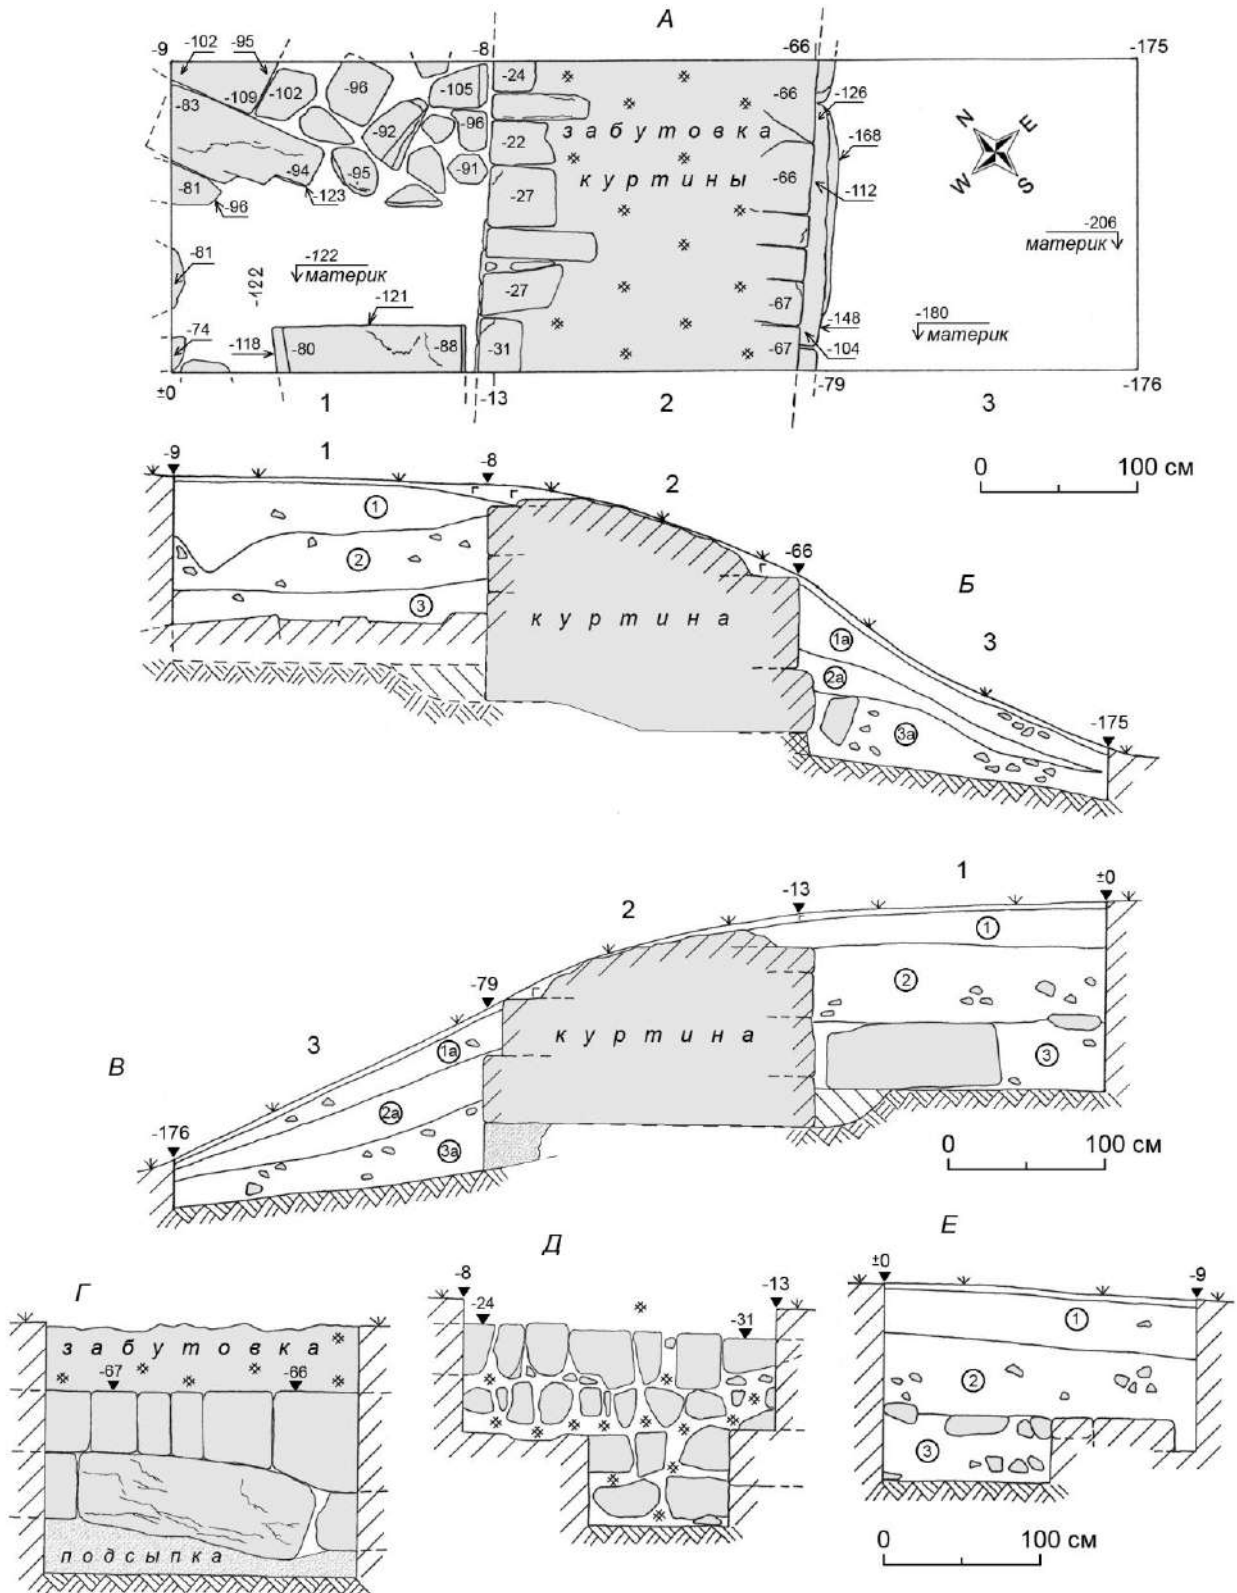 А
-9 -102 -95 -8 -66 -175
-24
-83 -109 -102 -96 -105 -66 -126
-92 -96 забутовка -168
-22
-94 -95 -91 куртины -66
-81 -123 -27 -112
-96
N E
W S
-206
материк
-81 -122 -122
материк
-27 -67
-74 -121 -148 -180
материк
-118 -80 -88 -31 -67 -104
±0 -13 -79 -176
1 2 3
1
-9 -8 2
0 100 см
1
-66 Б
2 куртина 3
3 1а
2а
3а -175
1
±0
-13
2
1
-79 2
3 куртина 3
1а
В
2а
-176 3а
0 100 см
Д Е
±0
-8 -13 -9
Г
-24 -31 1
забутовка
-67 -66 2
3
подсыпка
0 100 см